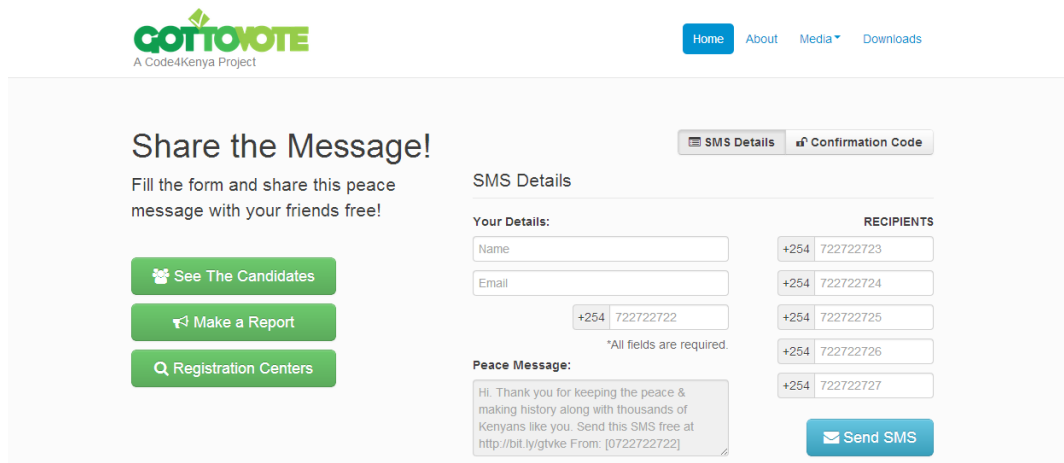 GOTTOVOTE
A Code4Kenya Project
Home About Media Downloads
Share the Message!
Fill the form and share this peace
message with your friends free!
See The Candidates
Make a Report
Registration Centers
SMS Details Confirmation Code
SMS Details
Your Details:
Name
Email
+254 722722722
*All fields are required.
Peace Message:
Hi. Thank you for keeping the peace &
making history along with thousands of
Kenyans like you. Send this SMS free at
http://bit.ly/gtvke From: [0722722722]
RECIPIENTS
+254 722722723
+254 722722724
+254 722722725
+254 722722726
+254 722722727
Send SMS